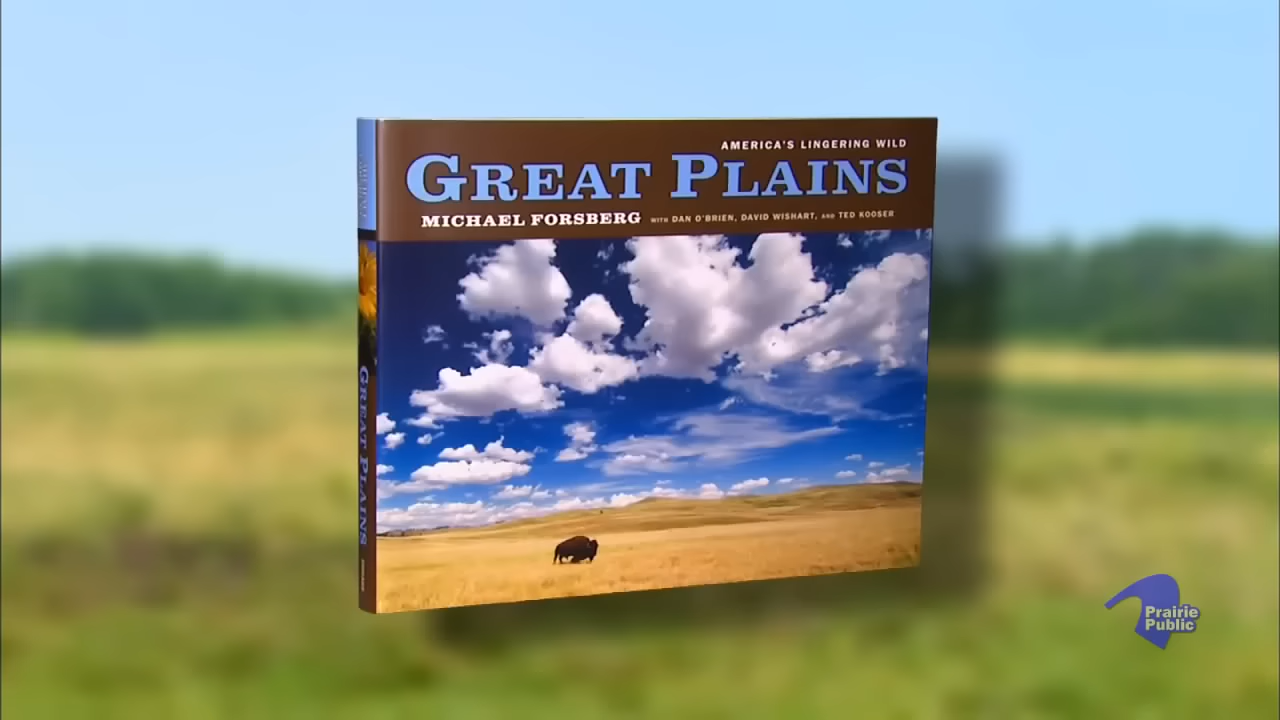 AMERICA'S LINGERING WILD
GREAT PLAINS
MICHAEL FORSBERG WITH DAN O'BRIEN, DAVID WISHART, AND TED KOOSER
GREAT PLAINS
Prairie
Public